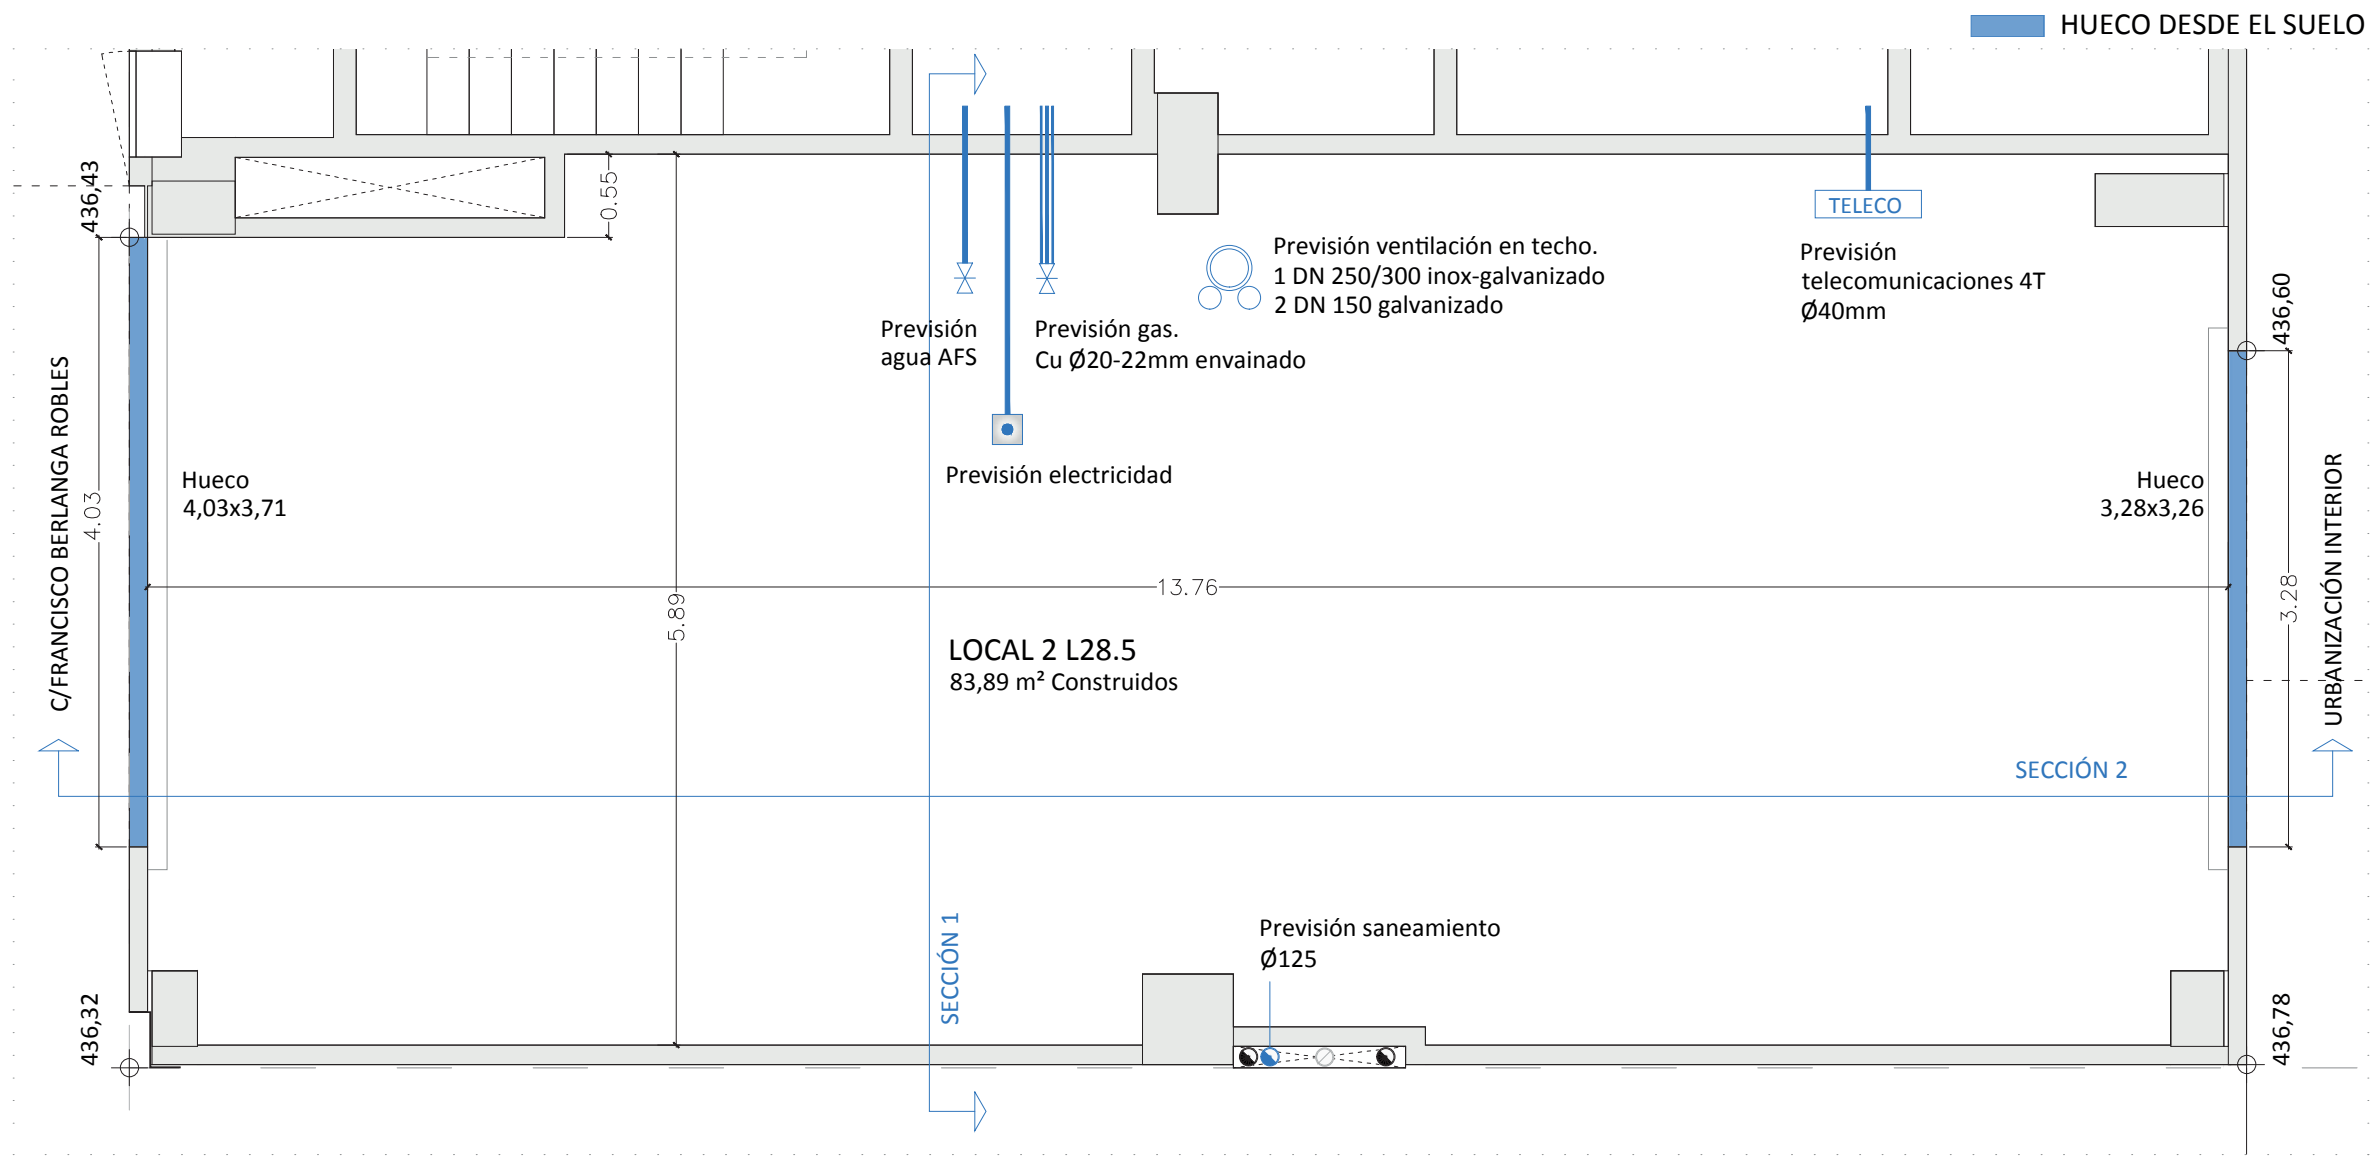 HUECO DESDE EL SUELO
436,43
0.55
TELECO
Previsión ventilación en techo.
1 DN 250/300 inox-galvanizado
2 DN 150 galvanizado
Previsión
telecomunicaciones 4T
Ø40mm
436,60
Previsión
agua AFS
Previsión gas.
Cu Ø20-22mm envainado
C/FRANCISCO BERLANGA ROBLES
4.03
Hueco
4,03x3,71
Previsión electricidad
Hueco
3,28x3,26
URBANIZACIÓN INTERIOR
3.28
13.76
5.89
LOCAL 2 L28.5
83,89 m² Construidos
SECCIÓN 2
SECCIÓN 1
Previsión saneamiento
Ø125
436,32
436,78